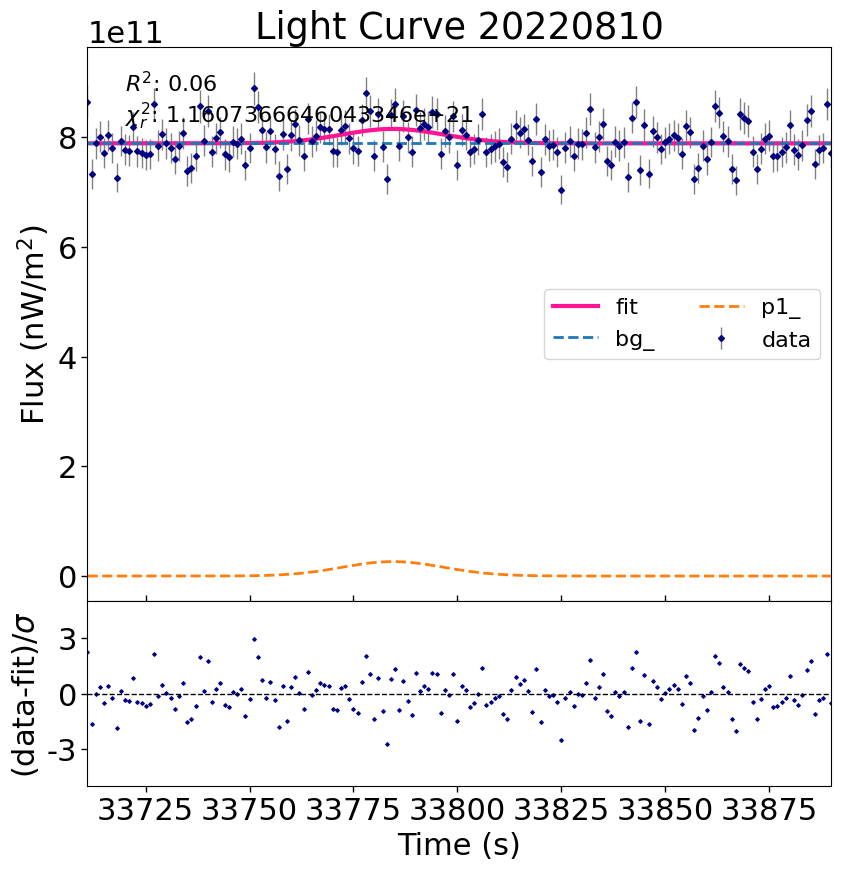 Light Curve 20220810
1e11
R²: 0.06
χ²ᵣ: 1.1607366646043346e+21
8
6
4
2
0
Flux (nW/m²)
fit
bg_
p1_
data
3
0
-3
(data-fit)/σ
33725 33750 33775 33800 33825 33850 33875
Time (s)